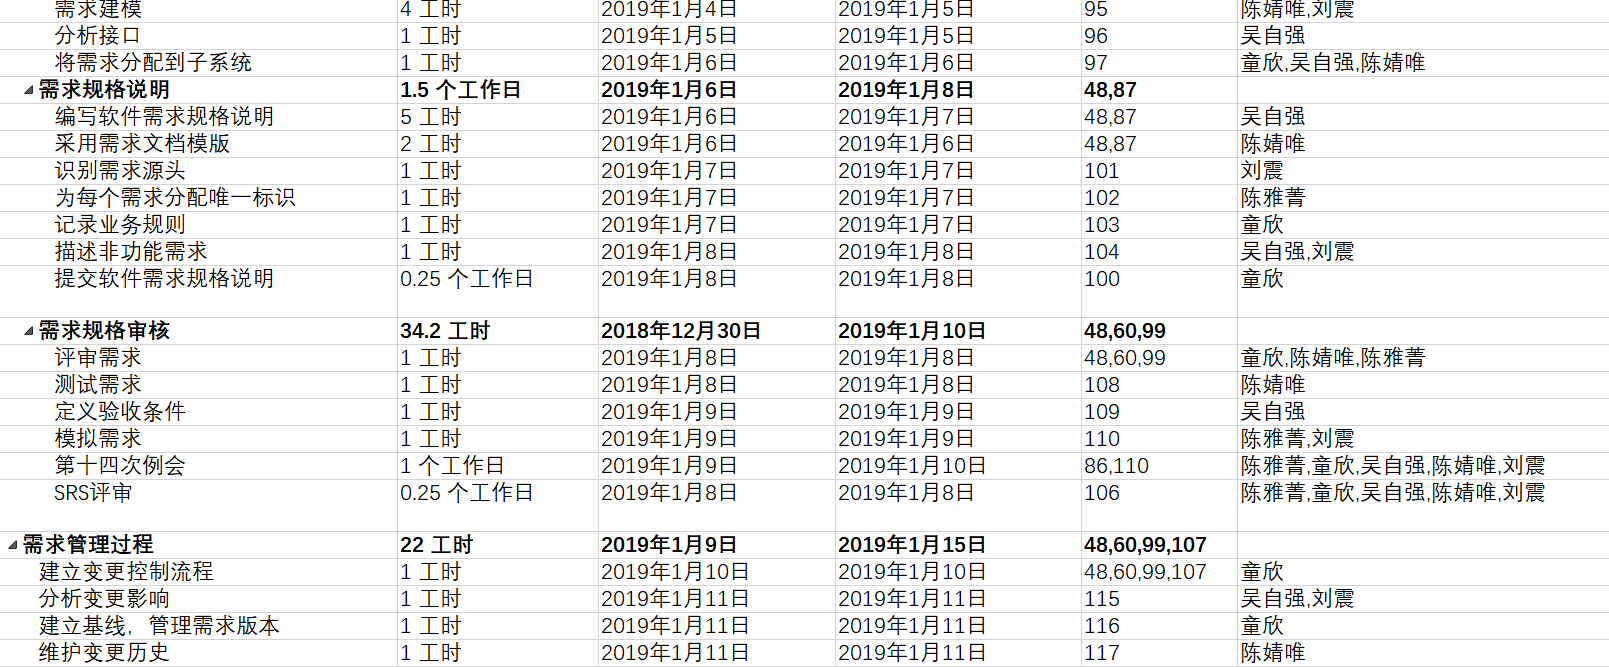 需求建模 4 工时 2019年1月4日 2019年1月5日 95 陈婧唯,刘震
分析接口 1 工时 2019年1月5日 2019年1月5日 96 吴自强
将需求分配到子系统 1 工时 2019年1月6日 2019年1月6日 97 童欣,吴自强,陈婧唯
需求规格说明 1.5 个工作日 2019年1月6日 2019年1月8日 48,87
编写软件需求规格说明 5 工时 2019年1月6日 2019年1月7日 48,87 吴自强
采用需求文档模版 2 工时 2019年1月6日 2019年1月6日 48,87 陈婧唯
识别需求源头 1 工时 2019年1月7日 2019年1月7日 101 刘震
为每个需求分配唯一标识 1 工时 2019年1月7日 2019年1月7日 102 陈雅菁
记录业务规则 1 工时 2019年1月7日 2019年1月7日 103 童欣
描述非功能需求 1 工时 2019年1月8日 2019年1月8日 104 吴自强,刘震
提交软件需求规格说明 0.25 个工作日 2019年1月8日 2019年1月8日 100 童欣
需求规格审核 34.2 工时 2018年12月30日 2019年1月10日 48,60,99
评审需求 1 工时 2019年1月8日 2019年1月8日 48,60,99 童欣,陈婧唯,陈雅菁
测试需求 1 工时 2019年1月8日 2019年1月8日 108 陈婧唯
定义验收条件 1 工时 2019年1月9日 2019年1月9日 109 吴自强
模拟需求 1 工时 2019年1月9日 2019年1月9日 110 陈雅菁,刘震
第十四次例会 1 个工作日 2019年1月9日 2019年1月10日 86,110 陈雅菁,童欣,吴自强,陈婧唯,刘震
SRS评审 0.25 个工作日 2019年1月8日 2019年1月8日 106 陈雅菁,童欣,吴自强,陈婧唯,刘震
需求管理过程 22 工时 2019年1月9日 2019年1月15日 48,60,99,107
建立变更控制流程 1 工时 2019年1月10日 2019年1月10日 48,60,99,107 童欣
分析变更影响 1 工时 2019年1月11日 2019年1月11日 115 吴自强,刘震
建立基线，管理需求版本 1 工时 2019年1月11日 2019年1月11日 116 童欣
维护变更历史 1 工时 2019年1月11日 2019年1月11日 117 陈婧唯